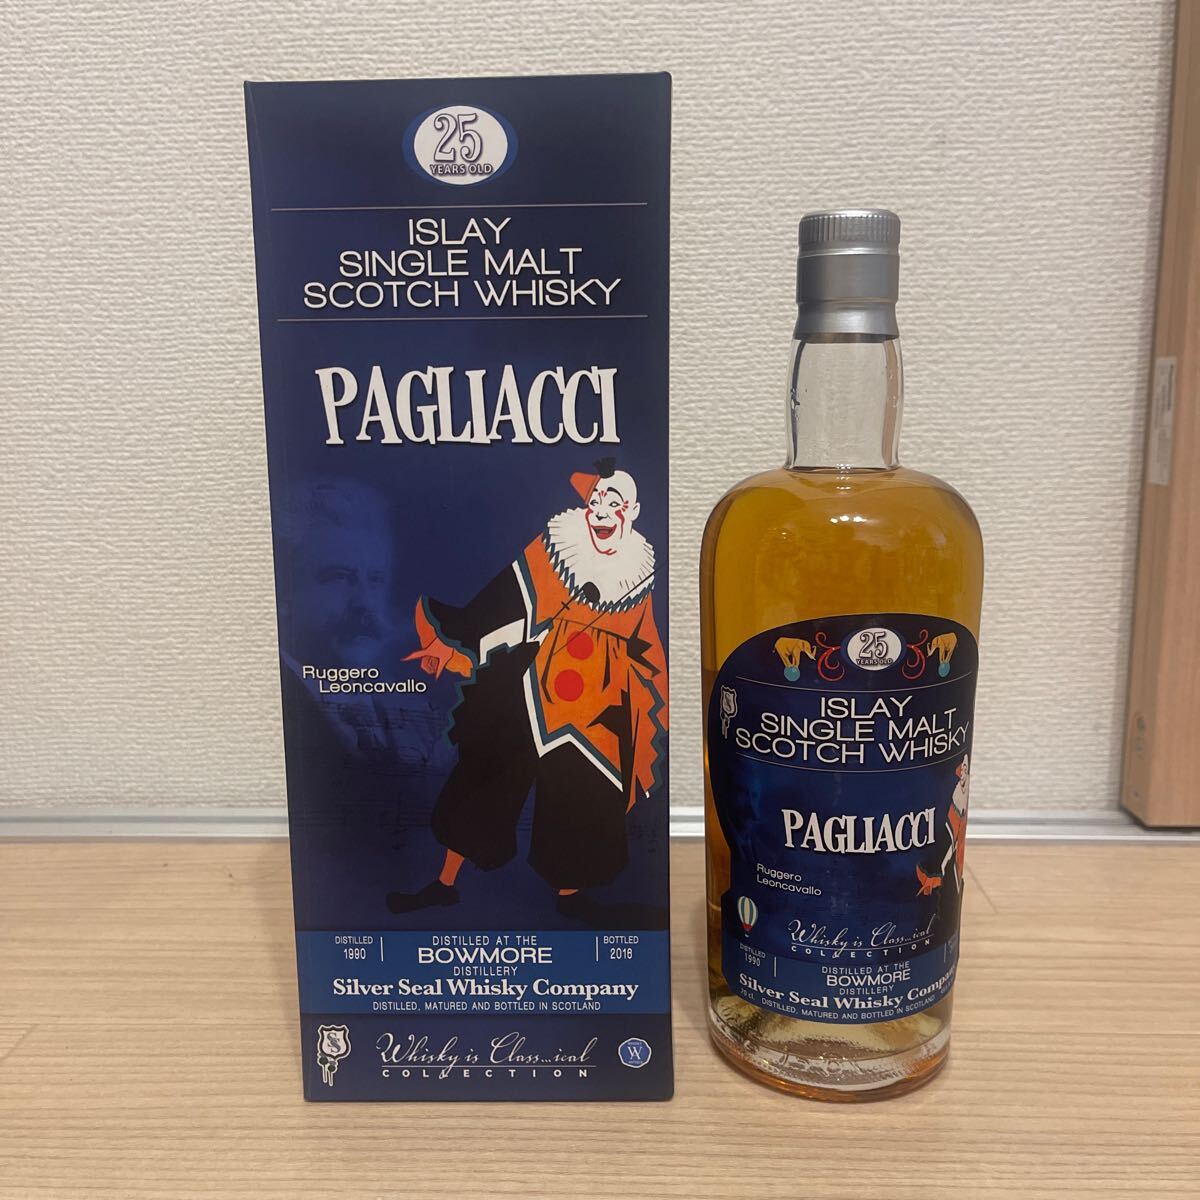 25
YEARS OLD
ISLAY
SINGLE MALT
SCOTCH WHISKY
PAGLIACCI
Ruggero
Leoncavallo
DISTILLED
1990
DISTILLED AT THE
BOWMORE
DISTILLERY
BOTTLED
2016
Silver Seal Whisky Company
DISTILLED, MATURED AND BOTTLED IN SCOTLAND
Whisky is Class...ical
COLLECTION
25
YEARS OLD
ISLAY
SINGLE MALT
SCOTCH WHISKY
PAGLIACCI
Ruggero
Leoncavallo
Whisky is Class...ical
COLLECTION
DISTILLED
1990
DISTILLED AT THE
BOWMORE
DISTILLERY
Silver Seal Whisky Company
70 cl. DISTILLED, MATURED AND BOTTLED IN SCOTLAND